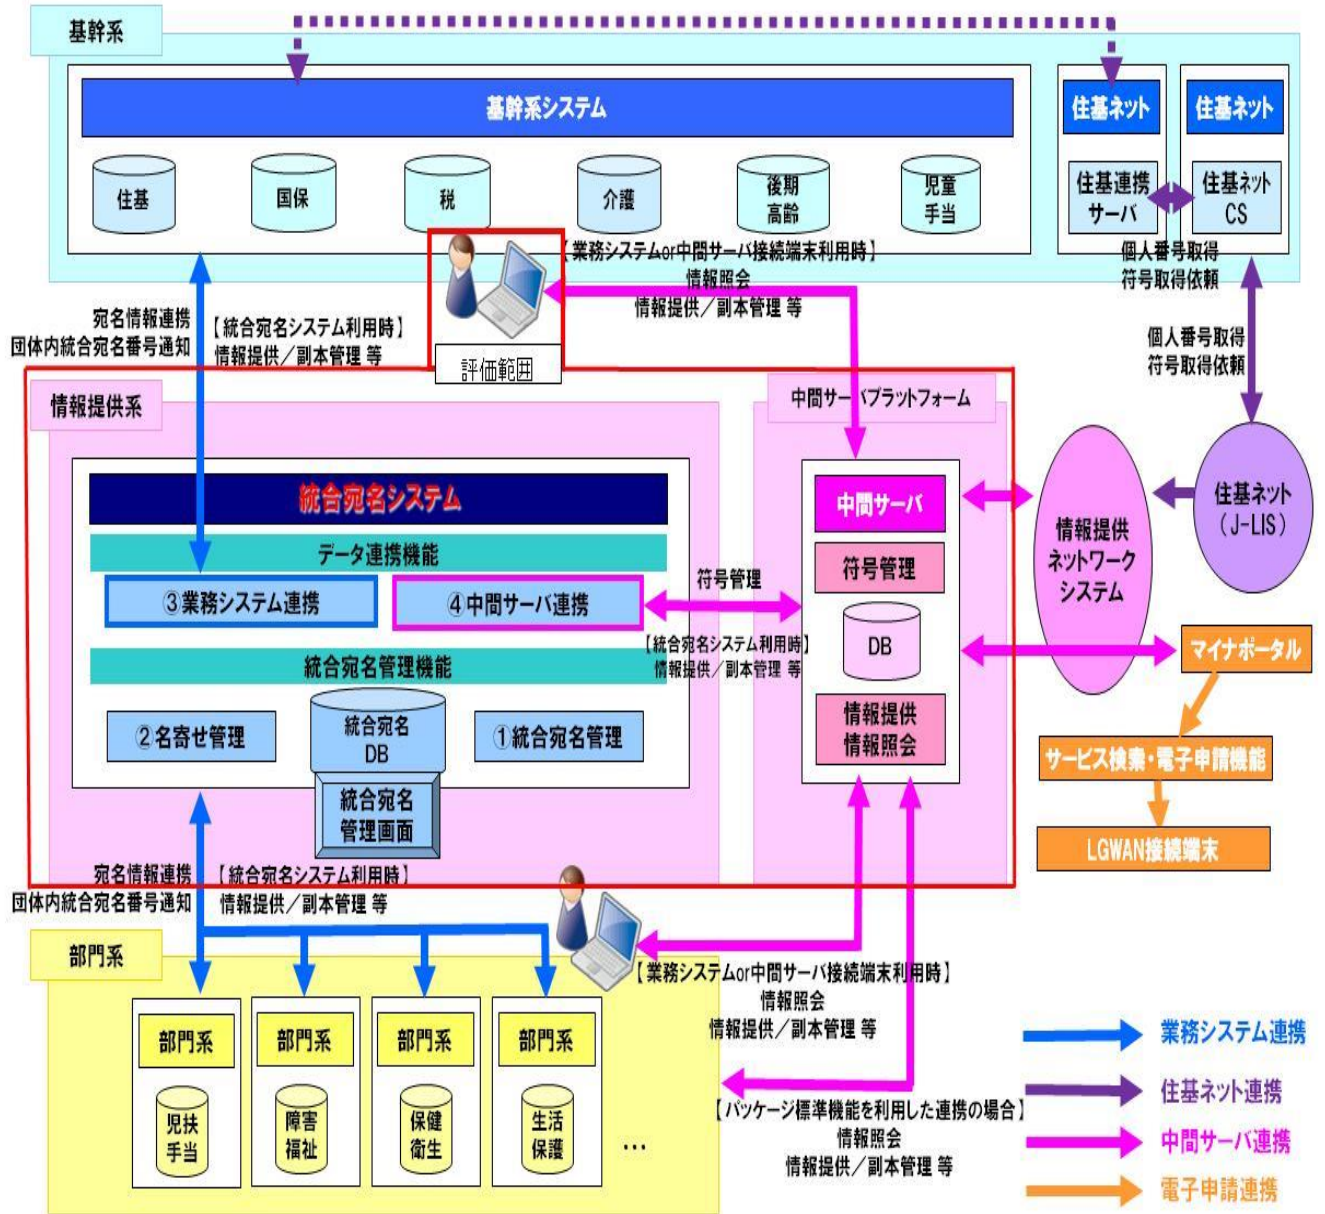 基幹系
基幹系システム
住基ネット
住基ネット
住基
国保
税
介護
後期
高齢
児童
手当
住基連携
サーバ
住基ネット
CS
【業務システムor中間サーバ接続端末利用時】
情報照会
情報提供／副本管理 等
個人番号取得
符号取得依頼
宛名情報連携
団体内統合宛名番号通知
【統合宛名システム利用時】
情報提供／副本管理 等
評価範囲
個人番号取得
符号取得依頼
情報提供系
中間サーバプラットフォーム
統合宛名システム
データ連携機能
③業務システム連携
④中間サーバ連携
統合宛名管理機能
②名寄せ管理
統合宛名
DB
①統合宛名管理
統合宛名
管理画面
符号管理
【統合宛名システム利用時】
情報提供／副本管理 等
中間サーバ
符号管理
DB
情報提供
情報照会
情報提供
ネットワーク
システム
住基ネット
（J-LIS）
マイナポータル
サービス検索・電子申請機能
LGWAN接続端末
宛名情報連携
団体内統合宛名番号通知
【統合宛名システム利用時】
情報提供／副本管理 等
部門系
【業務システムor中間サーバ接続端末利用時】
情報照会
情報提供／副本管理 等
部門系
部門系
部門系
部門系
児扶
手当
障害
福祉
保健
衛生
生活
保護
…
【パッケージ標準機能を利用した連携の場合】
情報照会
情報提供／副本管理 等
業務システム連携
住基ネット連携
中間サーバ連携
電子申請連携